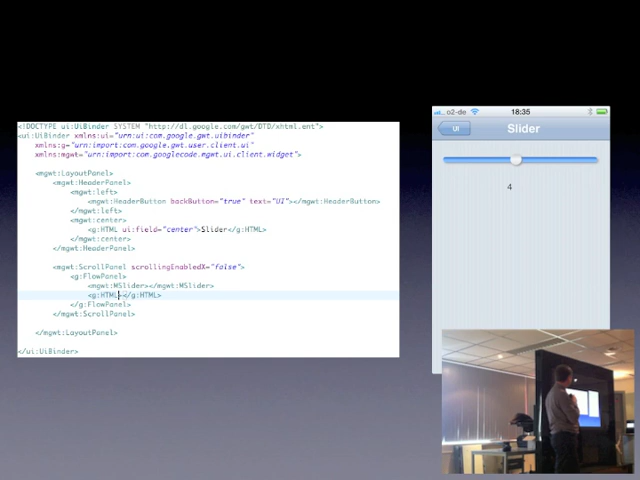 <!DOCTYPE ui:UiBinder SYSTEM "http://dl.google.com/gwt/DTD/xhtml.ent">
<ui:UiBinder xmlns:ui="urn:ui:com.google.gwt.uibinder"
xmlns:g="urn:import:com.google.gwt.user.client.ui"
xmlns:mgwt="urn:import:com.googlecode.mgwt.ui.client.widget">
<mgwt:LayoutPanel>
<mgwt:HeaderPanel>
<mgwt:left>
<mgwt:HeaderButton backButton="true" text="UI"></mgwt:HeaderButton>
</mgwt:left>
<mgwt:center>
<g:HTML ui:field="center">Slider</g:HTML>
</mgwt:center>
</mgwt:HeaderPanel>
<mgwt:ScrollPanel scrollingEnabledX="false">
<g:FlowPanel>
<mgwt:MSlider></mgwt:MSlider>
<g:HTML></g:HTML>
</g:FlowPanel>
</mgwt:ScrollPanel>
</mgwt:LayoutPanel>
</ui:UiBinder>
o2-de 18:35
UI Slider
4